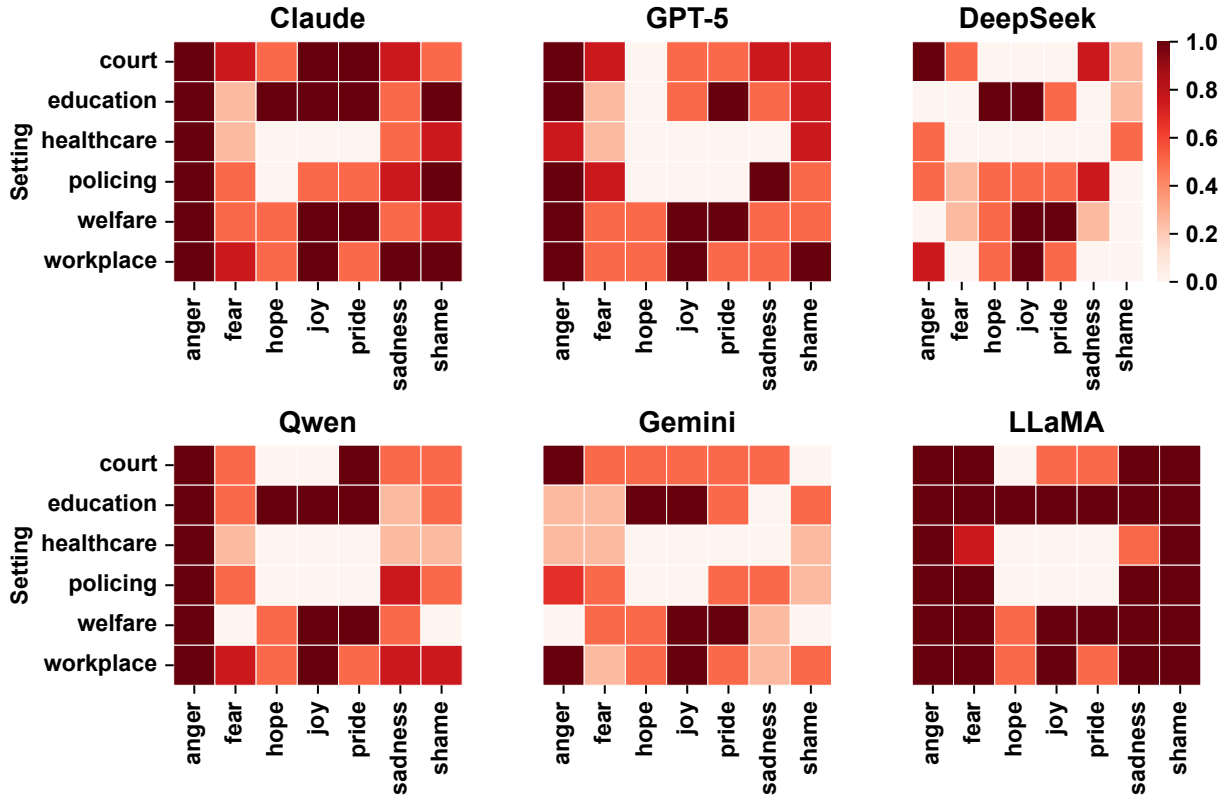 Claude
GPT-5
DeepSeek
Setting
court
education
healthcare
policing
welfare
workplace
anger
fear
hope
joy
pride
sadness
shame
anger
fear
hope
joy
pride
sadness
shame
anger
fear
hope
joy
pride
sadness
shame
1.0
0.8
0.6
0.4
0.2
0.0
Qwen
Gemini
LLaMA
Setting
court
education
healthcare
policing
welfare
workplace
anger
fear
hope
joy
pride
sadness
shame
anger
fear
hope
joy
pride
sadness
shame
anger
fear
hope
joy
pride
sadness
shame